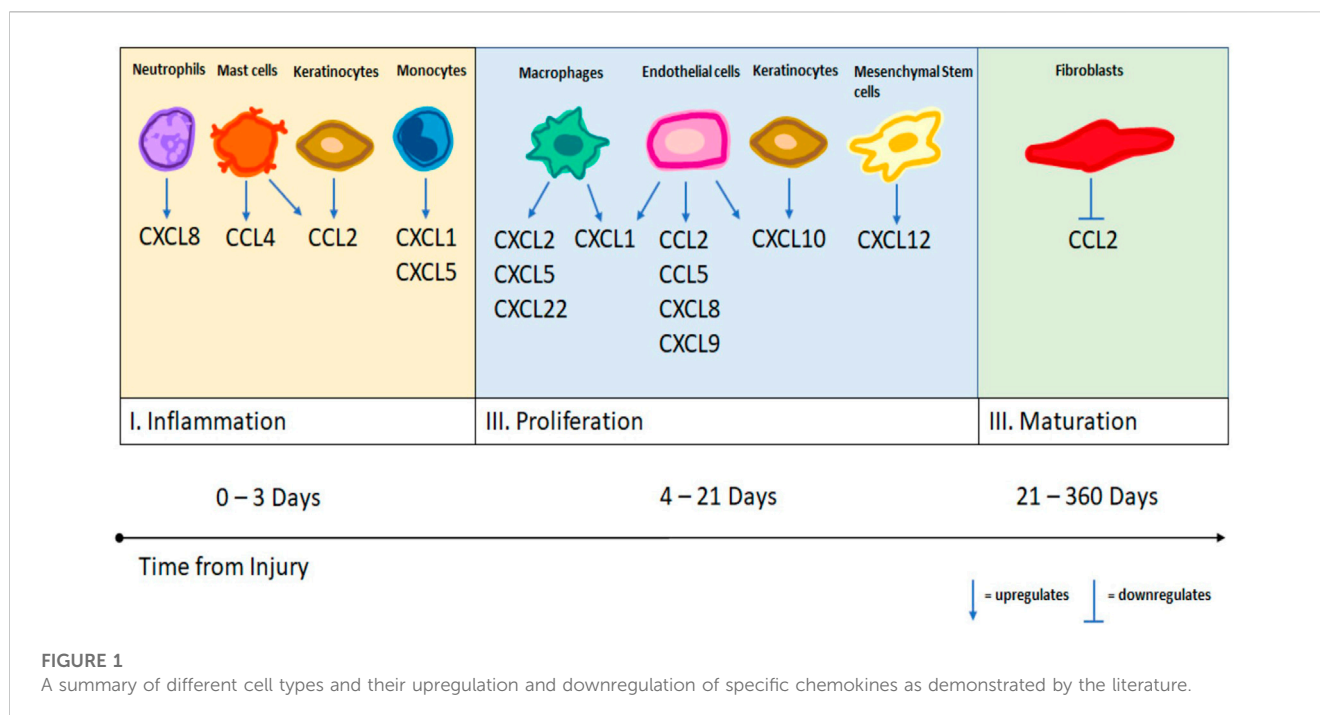 Neutrophils Mast cells Keratinocytes Monocytes
CXCL8 CCL4 CCL2 CXCL1
CXCL5
Macrophages Endothelial cells Keratinocytes Mesenchymal Stem
cells
CXCL2 CXCL1 CCL2 CXCL10 CXCL12
CXCL5 CCL5
CXCL22 CXCL8
CXCL9
Fibroblasts
CCL2
I. Inflammation III. Proliferation III. Maturation
0 – 3 Days 4 – 21 Days 21 – 360 Days
Time from Injury
= upregulates = downregulates
FIGURE 1
A summary of different cell types and their upregulation and downregulation of specific chemokines as demonstrated by the literature.